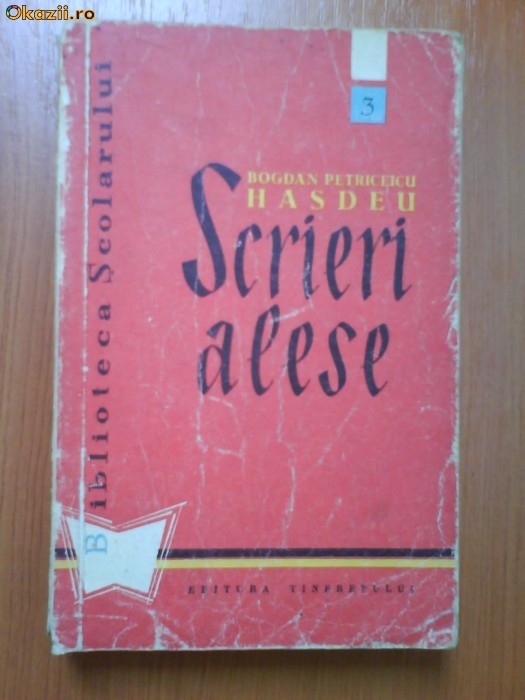 Okazii.ro
3
BOGDAN PETRICEICU
HASDEU
Scrieri
alese
Biblioteca Școlarului
EDITURA TINERETULUI